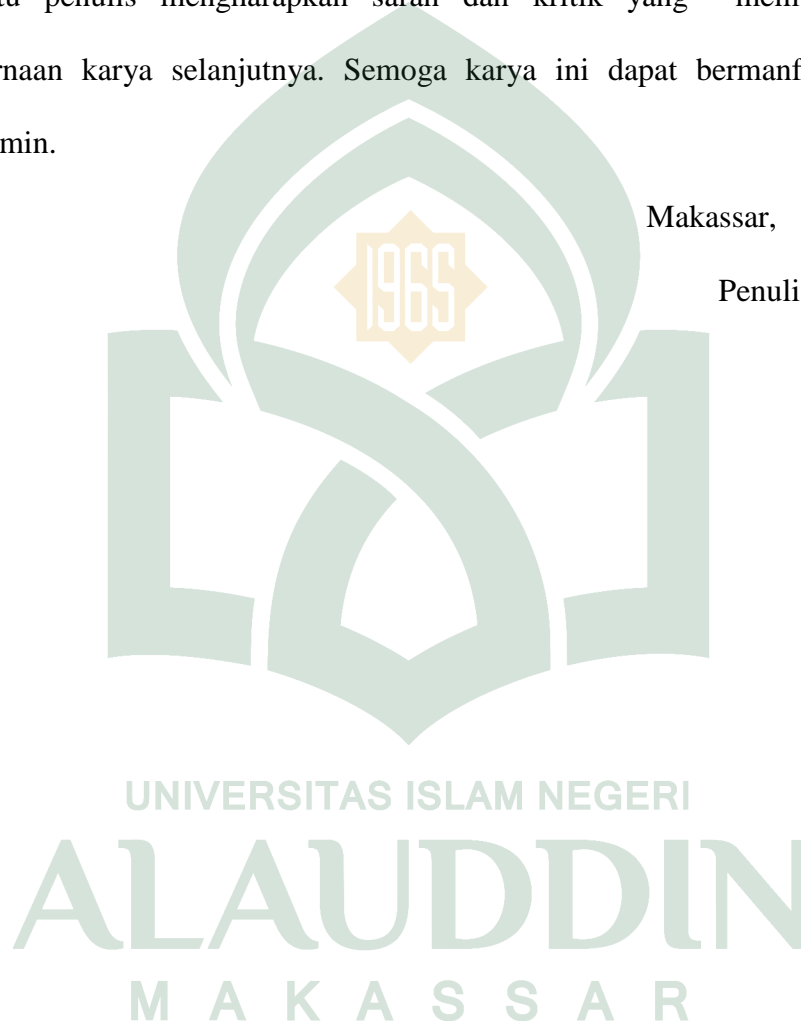 penulis mengharapkan saran dan kritik yang
rnaan karya selanjutnya. Semoga karya ini dapat bermanf
min.
Makassar,
Penuli
1965
UNIVERSITAS ISLAM NEGERI
ALAUDDIN
MAKASSAR